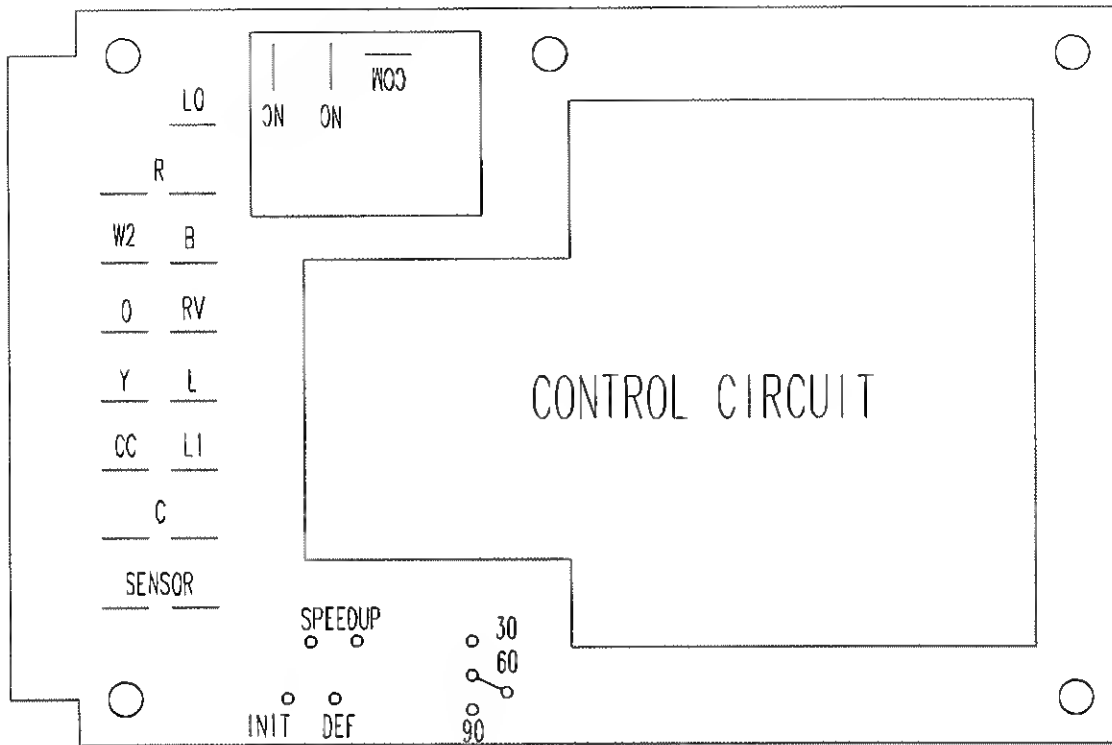 LO
NC NO COM
R
W2 B
O RV
Y L
CC L1
C
CONTROL CIRCUIT
SENSOR
SPEEDUP
30
60
90
INIT DEF